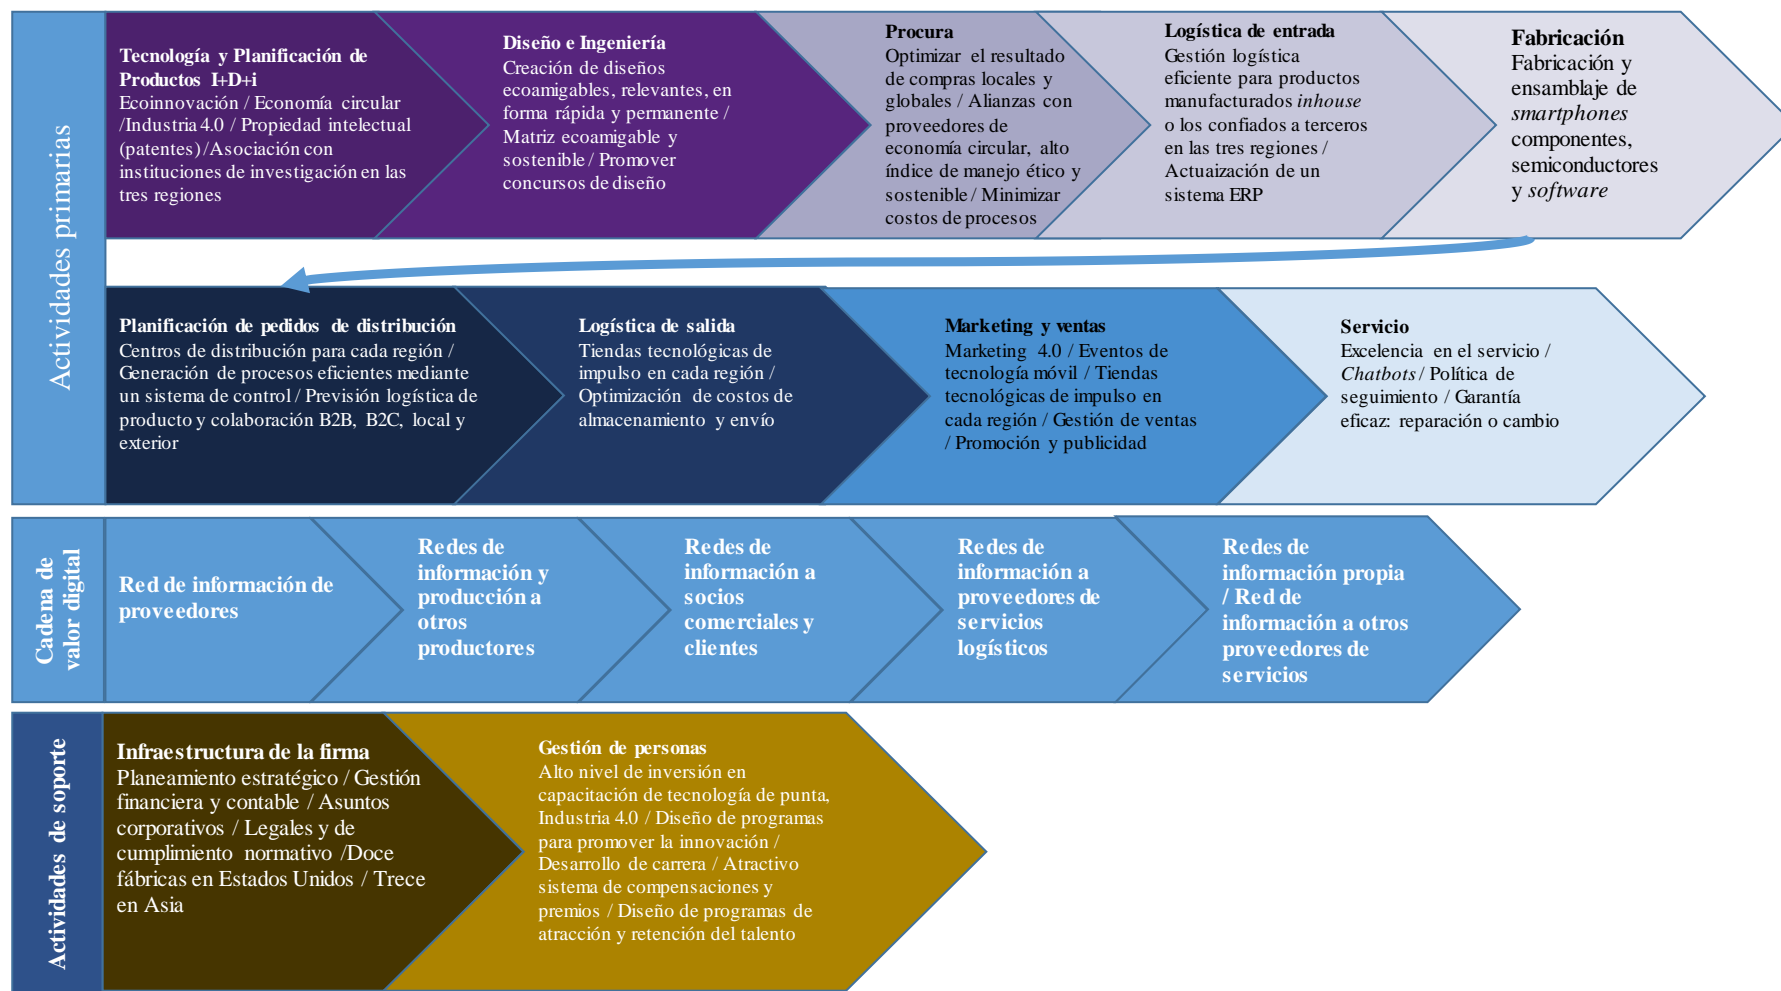 Actividades primarias
Tecnología y Planificación de
Productos I+D+i
Ecoinnovación / Economía circular
/Industria 4.0 / Propiedad intelectual
(patentes) /Asociación con
instituciones de investigación en las
tres regiones
Diseño e Ingeniería
Creación de diseños
ecoamigables, relevantes, en
forma rápida y permanente /
Matriz ecoamigable y
sostenible / Promover
concursos de diseño
Procura
Optimizar el resultado
de compras locales y
globales / Alianzas con
proveedores de
economía circular, alto
índice de manejo ético y
sostenible / Minimizar
costos de procesos
Logística de entrada
Gestión logística
eficiente para productos
manufacturados inhouse
o los confiados a terceros
en las tres regiones /
Actuaización de un
sistema ERP
Fabricación
Fabricación y
ensamblaje de
smartphones
componentes,
semiconductores
y software
Planificación de pedidos de distribución
Centros de distribución para cada región /
Generación de procesos eficientes mediante
un sistema de control / Previsión logística de
producto y colaboración B2B, B2C, local y
exterior
Logística de salida
Tiendas tecnológicas de
impulso en cada región /
Optimización de costos de
almacenamiento y envío
Marketing y ventas
Marketing 4.0 / Eventos de
tecnología móvil / Tiendas
tecnológicas de impulso en
cada región / Gestión de ventas
/ Promoción y publicidad
Servicio
Excelencia en el servicio /
Chatbots / Política de
seguimiento / Garantía
eficaz: reparación o cambio
Cadena de
valor digital
Red de información de
proveedores
Redes de
información y
producción a
otros
productores
Redes de
información a
socios
comerciales y
clientes
Redes de
información a
proveedores de
servicios
logísticos
Redes de
información propia
/ Red de
información a otros
proveedores de
servicios
Actividades de soporte
Infraestructura de la firma
Planeamiento estratégico / Gestión
financiera y contable / Asuntos
corporativos / Legales y de
cumplimiento normativo /Doce
fábricas en Estados Unidos / Trece
en Asia
Gestión de personas
Alto nivel de inversión en
capacitación de tecnología de punta,
Industria 4.0 / Diseño de programas
para promover la innovación /
Desarrollo de carrera / Atractivo
sistema de compensaciones y
premios / Diseño de programas de
atracción y retención del talento